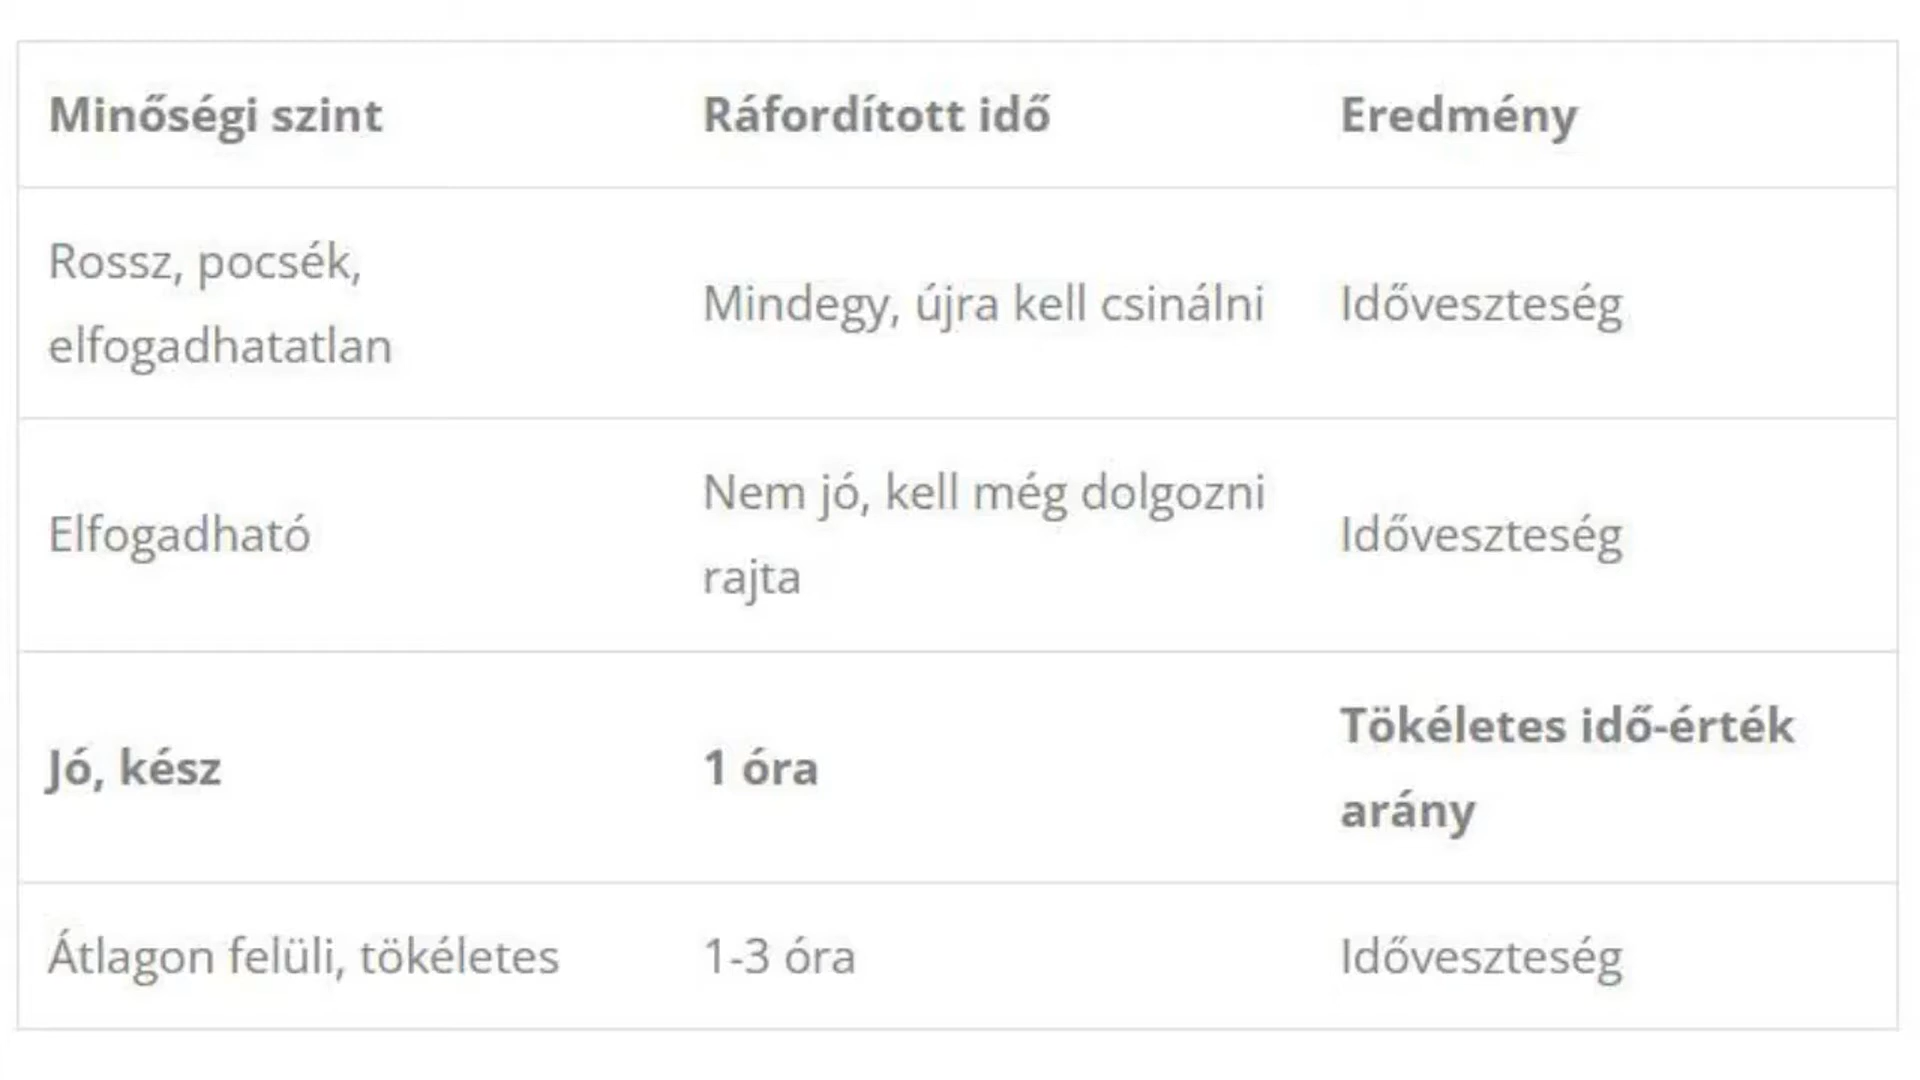 Minőségi szint Ráfordított idő Eredmény
Rossz, pocsék,
elfogadhatatlan
Mindegy, újra kell csinálni
Időveszteség
Elfogadható
Nem jó, kell még dolgozni
rajta
Időveszteség
Jó, kész
1 óra
Tökéletes idő-érték
arány
Átlagon felüli, tökéletes 1-3 óra Időveszteség